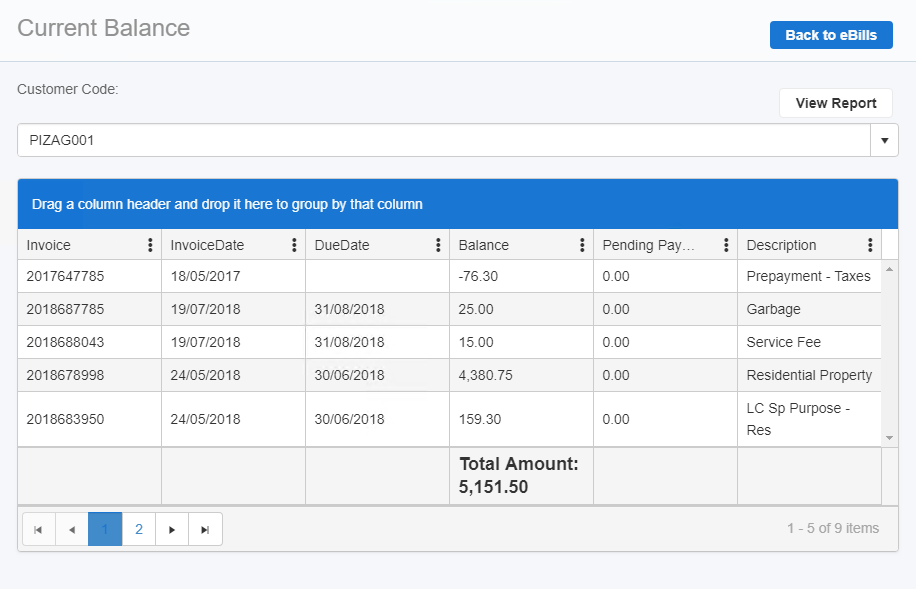 Current Balance
Back to eBills
Customer Code:
View Report
PIZAG001
Drag a column header and drop it here to group by that column
Invoice InvoiceDate DueDate Balance Pending Pay... Description
2017647785 18/05/2017 -76.30 0.00 Prepayment - Taxes
2018687785 19/07/2018 31/08/2018 25.00 0.00 Garbage
2018688043 19/07/2018 31/08/2018 15.00 0.00 Service Fee
2018678998 24/05/2018 30/06/2018 4,380.75 0.00 Residential Property
2018683950 24/05/2018 30/06/2018 159.30 0.00 LC Sp Purpose -
Res
Total Amount:
5,151.50
1 2 1 - 5 of 9 items